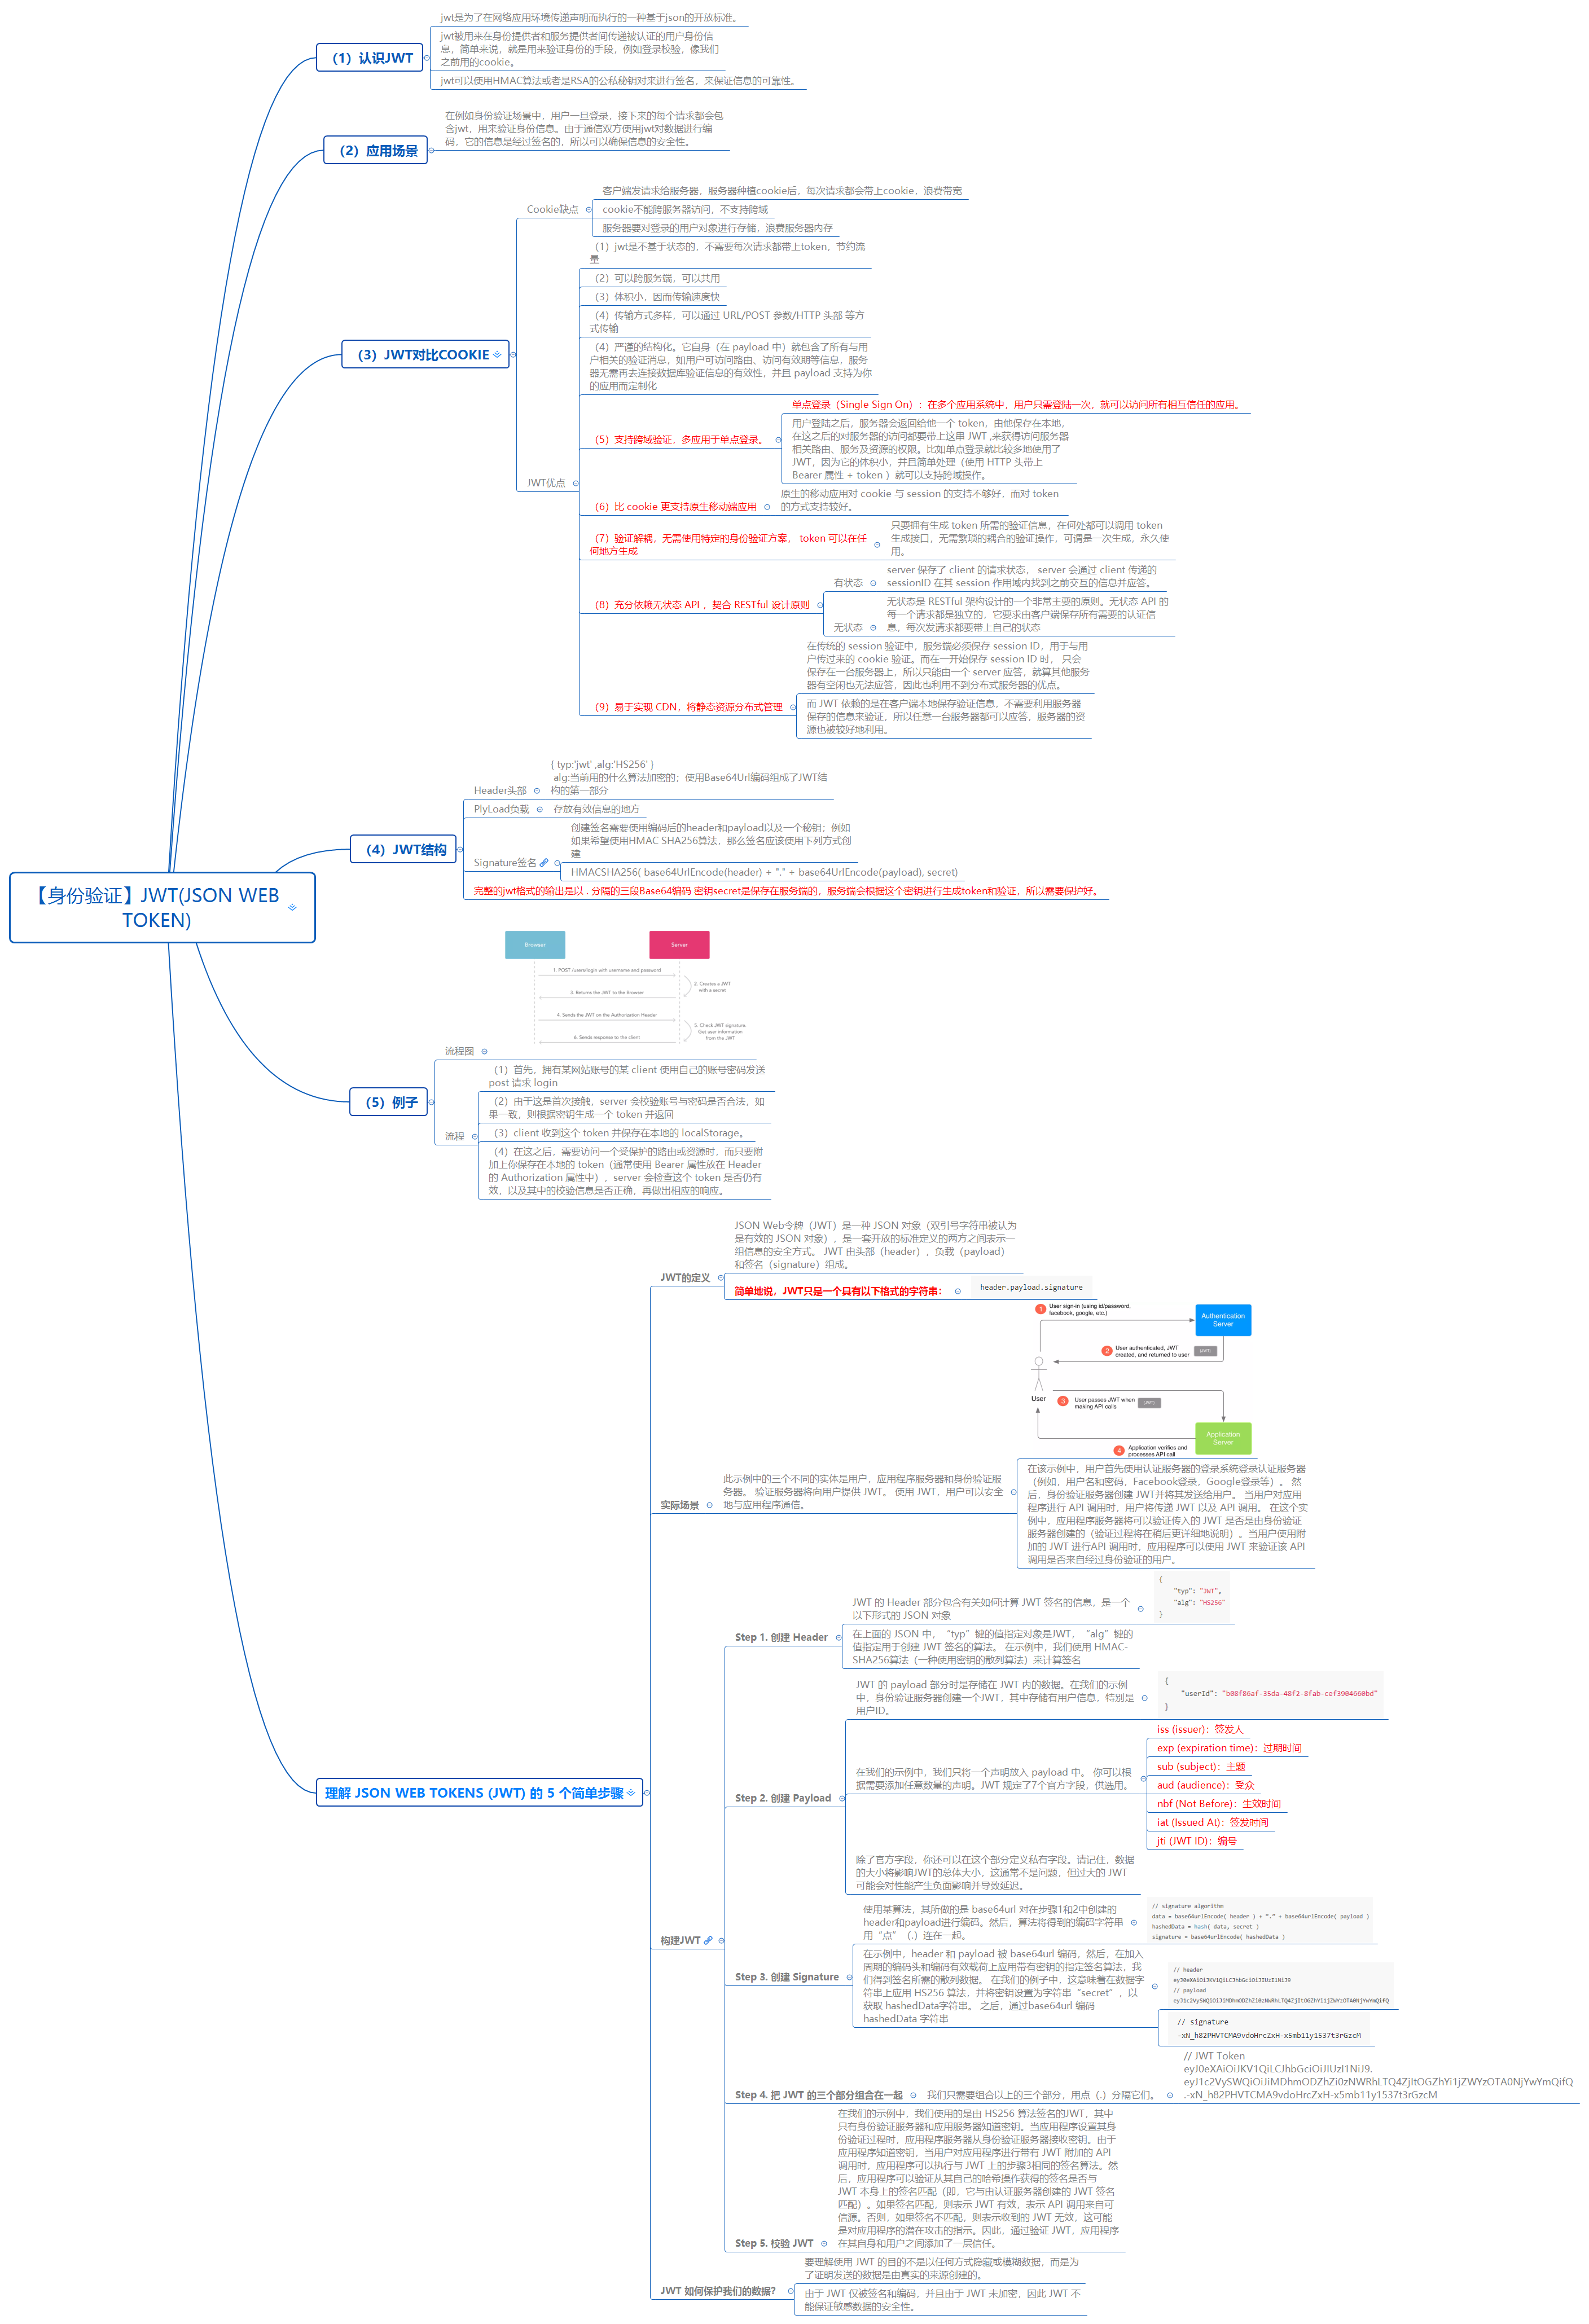 【身份验证】JWT(JSON WEB
TOKEN)
（1）认识JWT
jwt是为了在网络应用环境传递声明而执行的一种基于json的开放标准。
jwt被用来在身份提供者和服务提供者间传递被认证的用户身份信
息，简单来说，就是用来验证身份的手段，例如登录校验，像我们
之前用的cookie。
jwt可以使用HMAC算法或者是RSA的公私秘钥对来进行签名，来保证信息的可靠性。
（2）应用场景
在例如身份验证场景中，用户一旦登录，接下来的每个请求都会包
含jwt，用来验证身份信息。由于通信双方使用jwt对数据进行编
码，它的信息是经过签名的，所以可以确保信息的安全性。
（3）JWT对比COOKIE
Cookie缺点
客户端发请求给服务器，服务器种植cookie后，每次请求都会带上cookie，浪费带宽
cookie不能跨服务器访问，不支持跨域
服务器要对登录的用户对象进行存储，浪费服务器内存
JWT优点
（1）jwt是不基于状态的，不需要每次请求都带上token，节约流
量
（2）可以跨服务端，可以共用
（3）体积小，因而传输速度快
（4）传输方式多样，可以通过 URL/POST 参数/HTTP 头部 等方
式传输
（4）严谨的结构化。它自身（在 payload 中）就包含了所有与用
户相关的验证消息，如用户可访问路由、访问有效期等信息，服务
器无需再去连接数据库验证信息的有效性，并且 payload 支持为你
的应用而定制化
（5）支持跨域验证，多应用于单点登录。
单点登录（Single Sign On）：在多个应用系统中，用户只需登陆一次，就可以访问所有相互信任的应用。
用户登陆之后，服务器会返回给他一个 token，由他保存在本地，
在这之后的对服务器的访问都要带上这串 JWT ,来获得访问服务器
相关路由、服务及资源的权限。比如单点登录就比较多地使用了
JWT，因为它的体积小，并且简单处理（使用 HTTP 头带上
Bearer 属性 + token ）就可以支持跨域操作。
（6）比 cookie 更支持原生移动端应用
原生的移动应用对 cookie 与 session 的支持不够好，而对 token
的方式支持较好。
（7）验证解耦，无需使用特定的身份验证方案， token 可以在任
何地方生成
只要拥有生成 token 所需的验证信息，在何处都可以调用 token
生成接口，无需繁琐的耦合的验证操作，可谓是一次生成，永久使
用。
（8）充分依赖无状态 API ，契合 RESTful 设计原则
有状态
server 保存了 client 的请求状态， server 会通过 client 传递的
sessionID 在其 session 作用域内找到之前交互的信息并应答。
无状态
无状态是 RESTful 架构设计的一个非常主要的原则。无状态 API 的
每一个请求都是独立的，它要求由客户端保存所有需要的认证信
息，每次发请求都要带上自己的状态
（9）易于实现 CDN，将静态资源分布式管理
在传统的 session 验证中，服务端必须保存 session ID，用于与用
户传过来的 cookie 验证。而在一开始保存 session ID 时， 只会
保存在一台服务器上，所以只能由一个 server 应答，就算其他服务
器有空闲也无法应答，因此也利用不到分布式服务器的优点。
而 JWT 依赖的是在客户端本地保存验证信息，不需要利用服务器
保存的信息来验证，所以任意一台服务器都可以应答，服务器的资
源也被较好地利用。
（4）JWT结构
Header头部
{ typ:'jwt' ,alg:'HS256' }
alg:当前用的什么算法加密的；使用Base64Url编码组成了JWT结
构的第一部分
PlyLoad负载
存放有效信息的地方
Signature签名
创建签名需要使用编码后的header和payload以及一个秘钥；例如
如果希望使用HMAC SHA256算法，那么签名应该使用下列方式创
建
HMACSHA256( base64UrlEncode(header) + "." + base64UrlEncode(payload), secret)
完整的jwt格式的输出是以 . 分隔的三段Base64编码 密钥secret是保存在服务端的，服务端会根据这个密钥进行生成token和验证，所以需要保护好。
（5）例子
流程图
Browser
Server
1. POST /users/login with username and password
2. Creates a JWT
with a secret
3. Returns the JWT to the Browser
4. Sends the JWT on the Authorization Header
5. Check JWT signature.
Get user information
from the JWT
6. Sends response to the client
流程
（1）首先，拥有某网站账号的某 client 使用自己的账号密码发送
post 请求 login
（2）由于这是首次接触，server 会校验账号与密码是否合法，如
果一致，则根据密钥生成一个 token 并返回
（3）client 收到这个 token 并保存在本地的 localStorage。
（4）在这之后，需要访问一个受保护的路由或资源时，而只要附
加上你保存在本地的 token（通常使用 Bearer 属性放在 Header
的 Authorization 属性中），server 会检查这个 token 是否仍有
效，以及其中的校验信息是否正确，再做出相应的响应。
理解 JSON WEB TOKENS (JWT) 的 5 个简单步骤
JWT的定义
JSON Web令牌（JWT）是一种 JSON 对象（双引号字符串被认为
是有效的 JSON 对象），是一套开放的标准定义的两方之间表示一
组信息的安全方式。 JWT 由头部（header），负载（payload）
和签名（signature）组成。
简单地说，JWT只是一个具有以下格式的字符串：
header.payload.signature
实际场景
此示例中的三个不同的实体是用户，应用程序服务器和身份验证服
务器。 验证服务器将向用户提供 JWT。 使用 JWT，用户可以安全
地与应用程序通信。
1 User sign-in (using id/password,
facebook, google, etc.)
Authentication
Server
2 User authenticated, JWT
created, and returned to user
{JWT}
User
3 User passes JWT when
making API calls
{JWT}
Application
Server
4 Application verifies and
processes API call
在该示例中，用户首先使用认证服务器的登录系统登录认证服务器
（例如，用户名和密码，Facebook登录，Google登录等）。 然
后，身份验证服务器创建 JWT并将其发送给用户。 当用户对应用
程序进行 API 调用时，用户将传递 JWT 以及 API 调用。 在这个实
例中，应用程序服务器将可以验证传入的 JWT 是否是由身份验证
服务器创建的（验证过程将在稍后更详细地说明）。当用户使用附
加的 JWT 进行API 调用时，应用程序可以使用 JWT 来验证该 API
调用是否来自经过身份验证的用户。
构建JWT
Step 1. 创建 Header
JWT 的 Header 部分包含有关如何计算 JWT 签名的信息，是一个
以下形式的 JSON 对象
{
"typ": "JWT",
"alg": "HS256"
}
在上面的 JSON 中，“typ”键的值指定对象是JWT，“alg”键的
值指定用于创建 JWT 签名的算法。 在示例中，我们使用 HMAC-
SHA256算法（一种使用密钥的散列算法）来计算签名
Step 2. 创建 Payload
JWT 的 payload 部分时是存储在 JWT 内的数据。在我们的示例
中，身份验证服务器创建一个JWT，其中存储有用户信息，特别是
用户ID。
{
"userId": "b08f86af-35da-48f2-8fab-cef3904660bd"
}
在我们的示例中，我们只将一个声明放入 payload 中。 你可以根
据需要添加任意数量的声明。JWT 规定了7个官方字段，供选用。
iss (issuer)：签发人
exp (expiration time)：过期时间
sub (subject)：主题
aud (audience)：受众
nbf (Not Before)：生效时间
iat (Issued At)：签发时间
jti (JWT ID)：编号
除了官方字段，你还可以在这个部分定义私有字段。请记住，数据
的大小将影响JWT的总体大小，这通常不是问题，但过大的 JWT
可能会对性能产生负面影响并导致延迟。
Step 3. 创建 Signature
使用某算法，其所做的是 base64url 对在步骤1和2中创建的
header和payload进行编码。然后，算法将得到的编码字符串
用“点”（.）连在一起。
// signature algorithm
data = base64urlEncode( header ) + "." + base64urlEncode( payload )
hashedData = hash( data, secret )
signature = base64urlEncode( hashedData )
在示例中，header 和 payload 被 base64url 编码，然后，在加入
周期的编码头和编码有效载荷上应用带有密钥的指定签名算法，我
们得到签名所需的散列数据。 在我们的例子中，这意味着在数据字
符串上应用 HS256 算法，并将密钥设置为字符串“secret”，以
获取 hashedData字符串。 之后，通过base64url 编码
hashedData 字符串
// header
eyJ0eXAiOiJKV1QiLCJhbGciOiJIUzI1NiJ9
// payload
eyJ1c2VySWQiOiJiMDhmODZhZi0zNWRhLTQ4ZjItOGZhYi1jZWYzOTA0NjYwYmQifQ
// signature
-xN_h82PHVTCMA9vdoHrcZxH-x5mb11y1537t3rGzcM
Step 4. 把 JWT 的三个部分组合在一起
我们只需要组合以上的三个部分，用点（.）分隔它们。
// JWT Token
eyJ0eXAiOiJKV1QiLCJhbGciOiJIUzI1NiJ9.
eyJ1c2VySWQiOiJiMDhmODZhZi0zNWRhLTQ4ZjItOGZhYi1jZWYzOTA0NjYwYmQifQ
.-xN_h82PHVTCMA9vdoHrcZxH-x5mb11y1537t3rGzcM
Step 5. 校验 JWT
在我们的示例中，我们使用的是由 HS256 算法签名的JWT，其中
只有身份验证服务器和应用服务器知道密钥。当应用程序设置其身
份验证过程时，应用程序服务器从身份验证服务器接收密钥。由于
应用程序知道密钥，当用户对应用程序进行带有 JWT 附加的 API
调用时，应用程序可以执行与 JWT 上的步骤3相同的签名算法。然
后，应用程序可以验证从其自己的哈希操作获得的签名是否与
JWT 本身上的签名匹配（即，它与由认证服务器创建的 JWT 签名
匹配）。如果签名匹配，则表示 JWT 有效，表示 API 调用来自可
信源。否则，如果签名不匹配，则表示收到的 JWT 无效，这可能
是对应用程序的潜在攻击的指示。因此，通过验证 JWT，应用程序
在其自身和用户之间添加了一层信任。
JWT 如何保护我们的数据？
要理解使用 JWT 的目的不是以任何方式隐藏或模糊数据，而是为
了证明发送的数据是由真实的来源创建的。
由于 JWT 仅被签名和编码，并且由于 JWT 未加密，因此 JWT 不
能保证敏感数据的安全性。